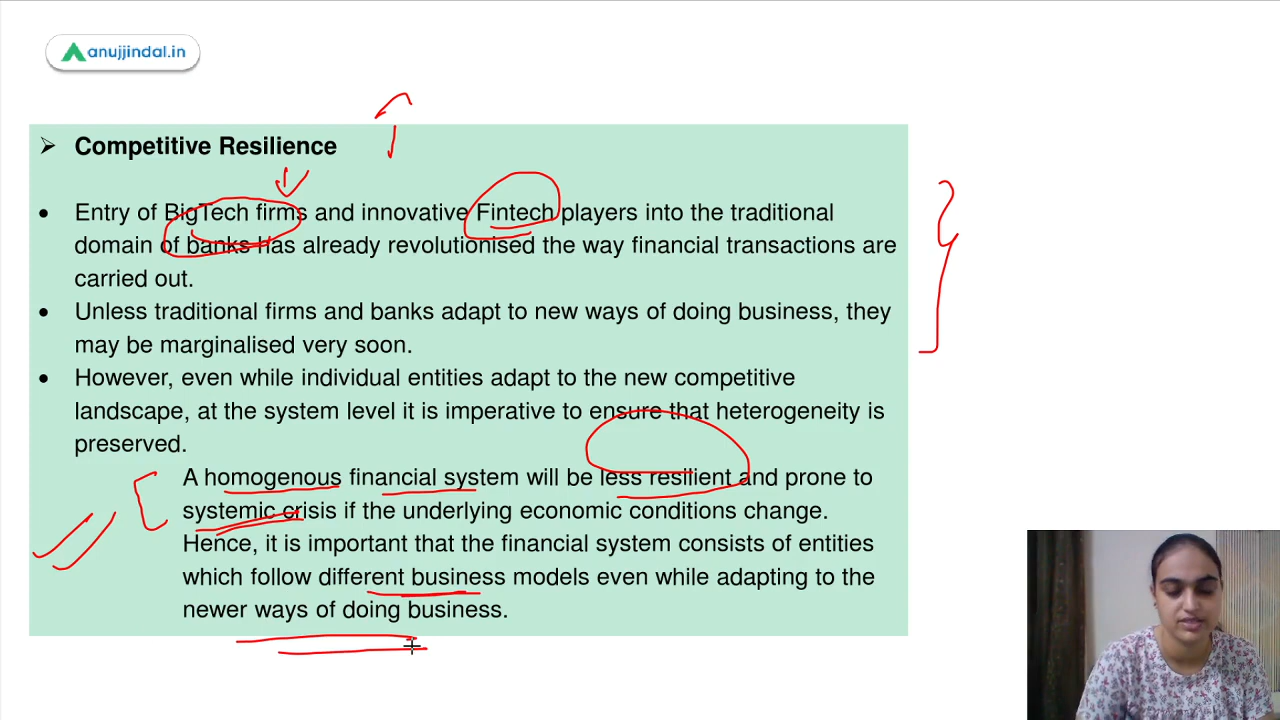 anujjindal.in
➢ Competitive Resilience
• Entry of BigTech firms and innovative Fintech players into the traditional
domain of banks has already revolutionised the way financial transactions are
carried out.
• Unless traditional firms and banks adapt to new ways of doing business, they
may be marginalised very soon.
• However, even while individual entities adapt to the new competitive
landscape, at the system level it is imperative to ensure that heterogeneity is
preserved.
A homogenous financial system will be less resilient and prone to
systemic crisis if the underlying economic conditions change.
Hence, it is important that the financial system consists of entities
which follow different business models even while adapting to the
newer ways of doing business.